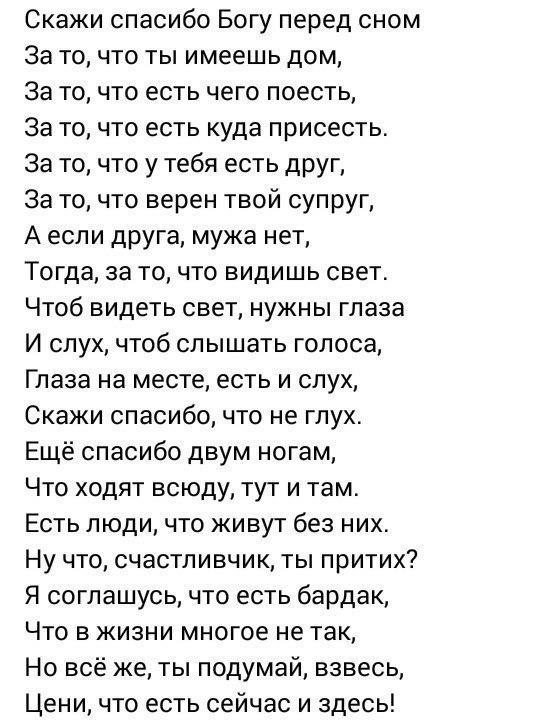 Скажи спасибо Богу перед сном
За то, что ты имеешь дом,
За то, что есть чего поесть,
За то, что есть куда присесть.
За то, что у тебя есть друг,
За то, что верен твой супруг,
А если друга, мужа нет,
Тогда, за то, что видишь свет.
Чтоб видеть свет, нужны глаза
И слух, чтоб слышать голоса,
Глаза на месте, есть и слух,
Скажи спасибо, что не глух.
Ещё спасибо двум ногам,
Что ходят всюду, тут и там.
Есть люди, что живут без них.
Ну что, счастливчик, ты притих?
Я соглашусь, что есть бардак,
Что в жизни многое не так,
Но всё же, ты подумай, взвесь,
Цени, что есть сейчас и здесь!